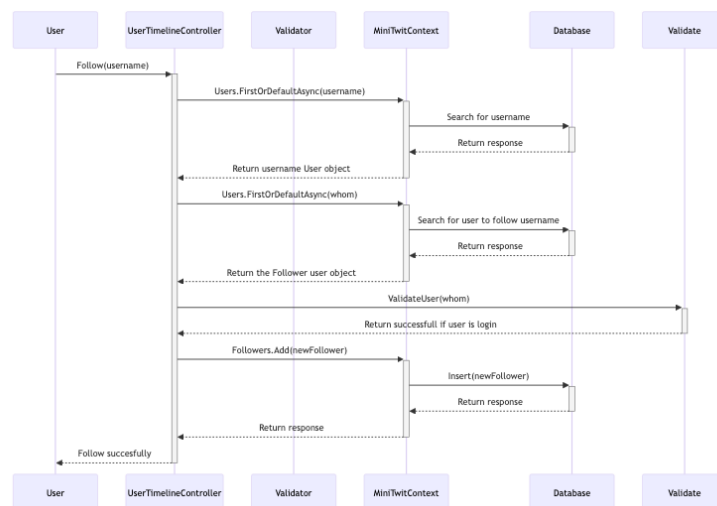 User UserTimelineController Validator MiniTwitContext Database Validate
Follow(username)
Users.FirstOrDefaultAsync(username)
Search for username
Return response
Return username User object
Users.FirstOrDefaultAsync(whom)
Search for user to follow username
Return response
Return the Follower user object
ValidateUser(whom)
Return successfull if user is login
Followers.Add(newFollower)
Insert(newFollower)
Return response
Return response
Follow succesfully
User UserTimelineController Validator MiniTwitContext Database Validate